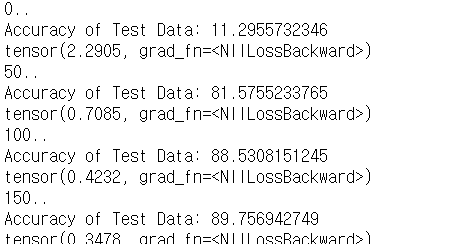 0..
Accuracy of Test Data: 11.2955732346
tensor(2.2905, grad_fn=<NllLossBackward>)
50..
Accuracy of Test Data: 81.5755233765
tensor(0.7085, grad_fn=<NllLossBackward>)
100..
Accuracy of Test Data: 88.5308151245
tensor(0.4232, grad_fn=<NllLossBackward>)
150..
Accuracy of Test Data: 89.756942749
tensor(0.3478, grad_fn=<NllLossBackward>)